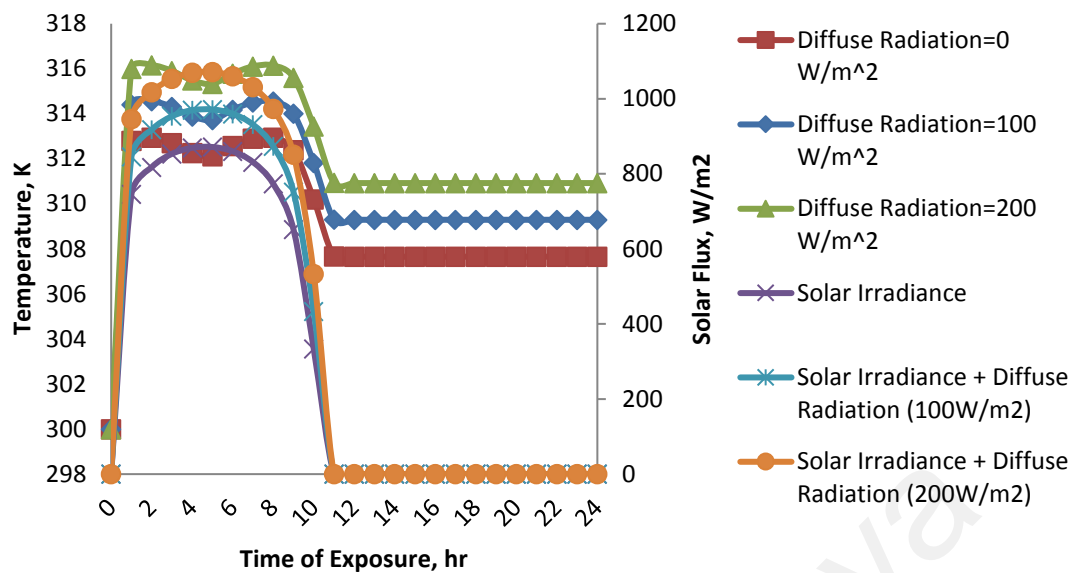 318
316
314
312
310
308
306
304
302
300
298
Temperature, K
0 2 4 6 8 10 12 14 16 18 20 22 24
Time of Exposure, hr
1200
1000
800
600
400
200
0
Solar Flux, W/m2
Diffuse Radiation=0
W/m^2
Diffuse Radiation=100
W/m^2
Diffuse Radiation=200
W/m^2
Solar Irradiance
Solar Irradiance + Diffuse
Radiation (100W/m2)
Solar Irradiance + Diffuse
Radiation (200W/m2)